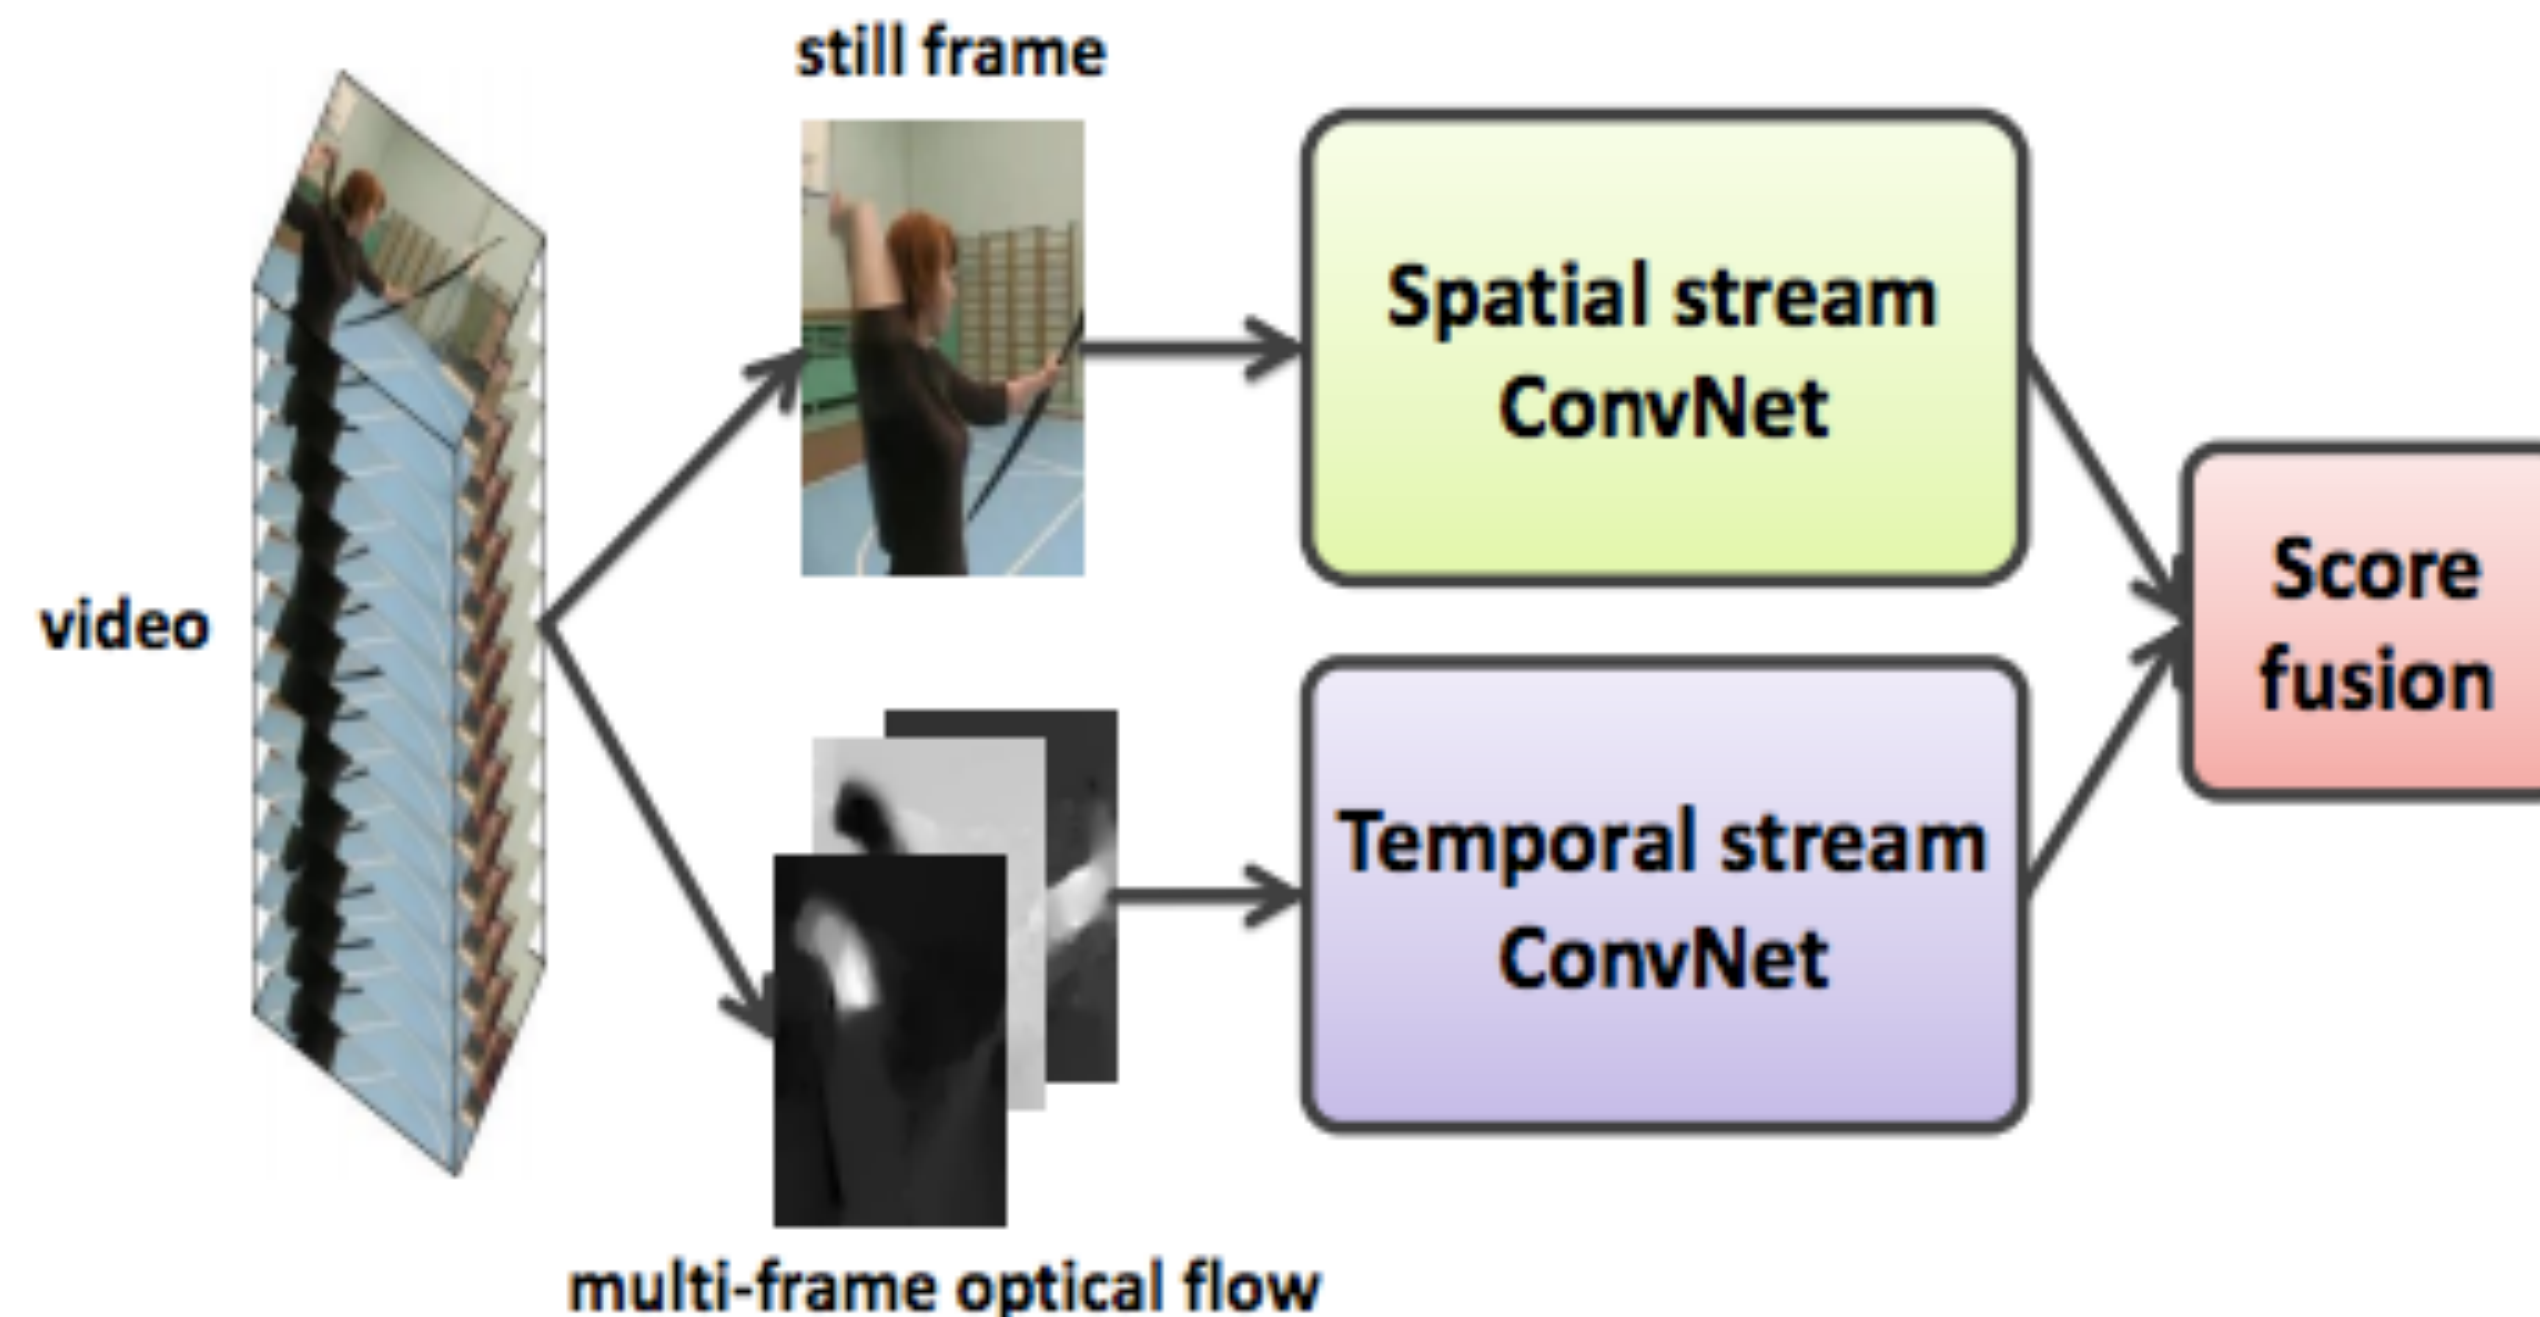 still frame
Spatial stream
ConvNet
video
Score
fusion
Temporal stream
ConvNet
multi-frame optical flow